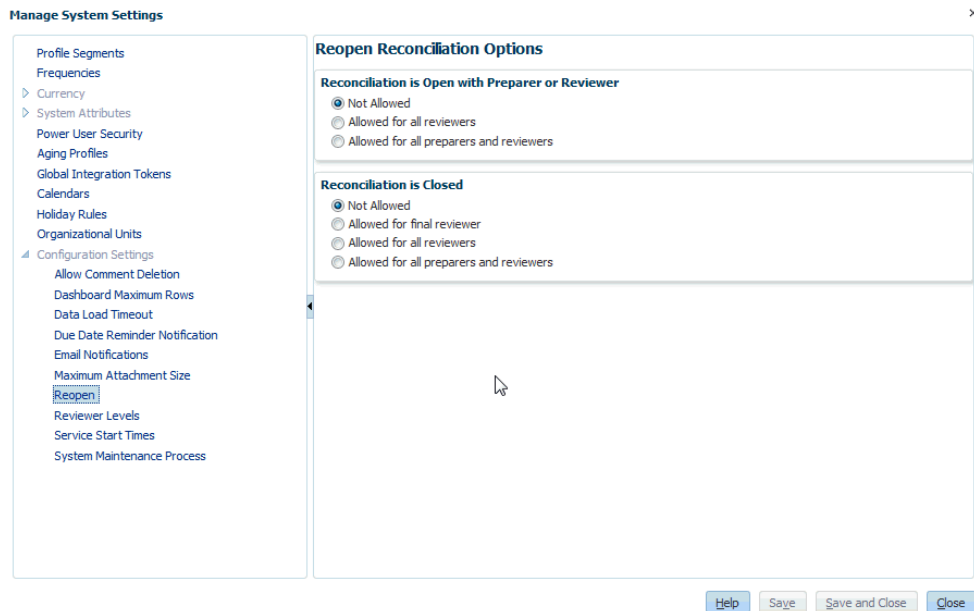 Manage System Settings
Profile Segments
Frequencies
Currency
System Attributes
Power User Security
Aging Profiles
Global Integration Tokens
Calendars
Holiday Rules
Organizational Units
Configuration Settings
Allow Comment Deletion
Dashboard Maximum Rows
Data Load Timeout
Due Date Reminder Notification
Email Notifications
Maximum Attachment Size
Reopen
Reviewer Levels
Service Start Times
System Maintenance Process
Reopen Reconciliation Options
Reconciliation is Open with Preparer or Reviewer
Not Allowed
Allowed for all reviewers
Allowed for all preparers and reviewers
Reconciliation is Closed
Not Allowed
Allowed for final reviewer
Allowed for all reviewers
Allowed for all preparers and reviewers
Help Save Save and Close Close